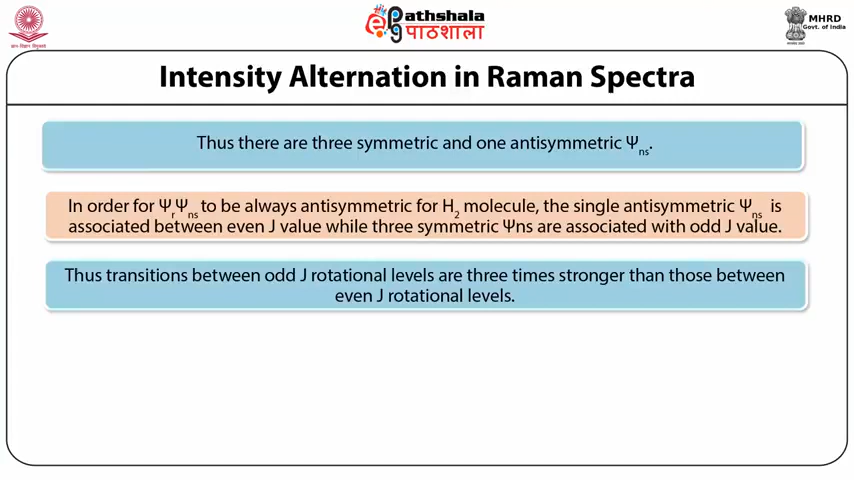 ePathshala
पाठशाला
MHRD
Govt. of India
Intensity Alternation in Raman Spectra
Thus there are three symmetric and one antisymmetric Ψns.
In order for ΨrΨns to be always antisymmetric for H2 molecule, the single antisymmetric Ψns is
associated between even J value while three symmetric Ψns are associated with odd J value.
Thus transitions between odd J rotational levels are three times stronger than those between
even J rotational levels.